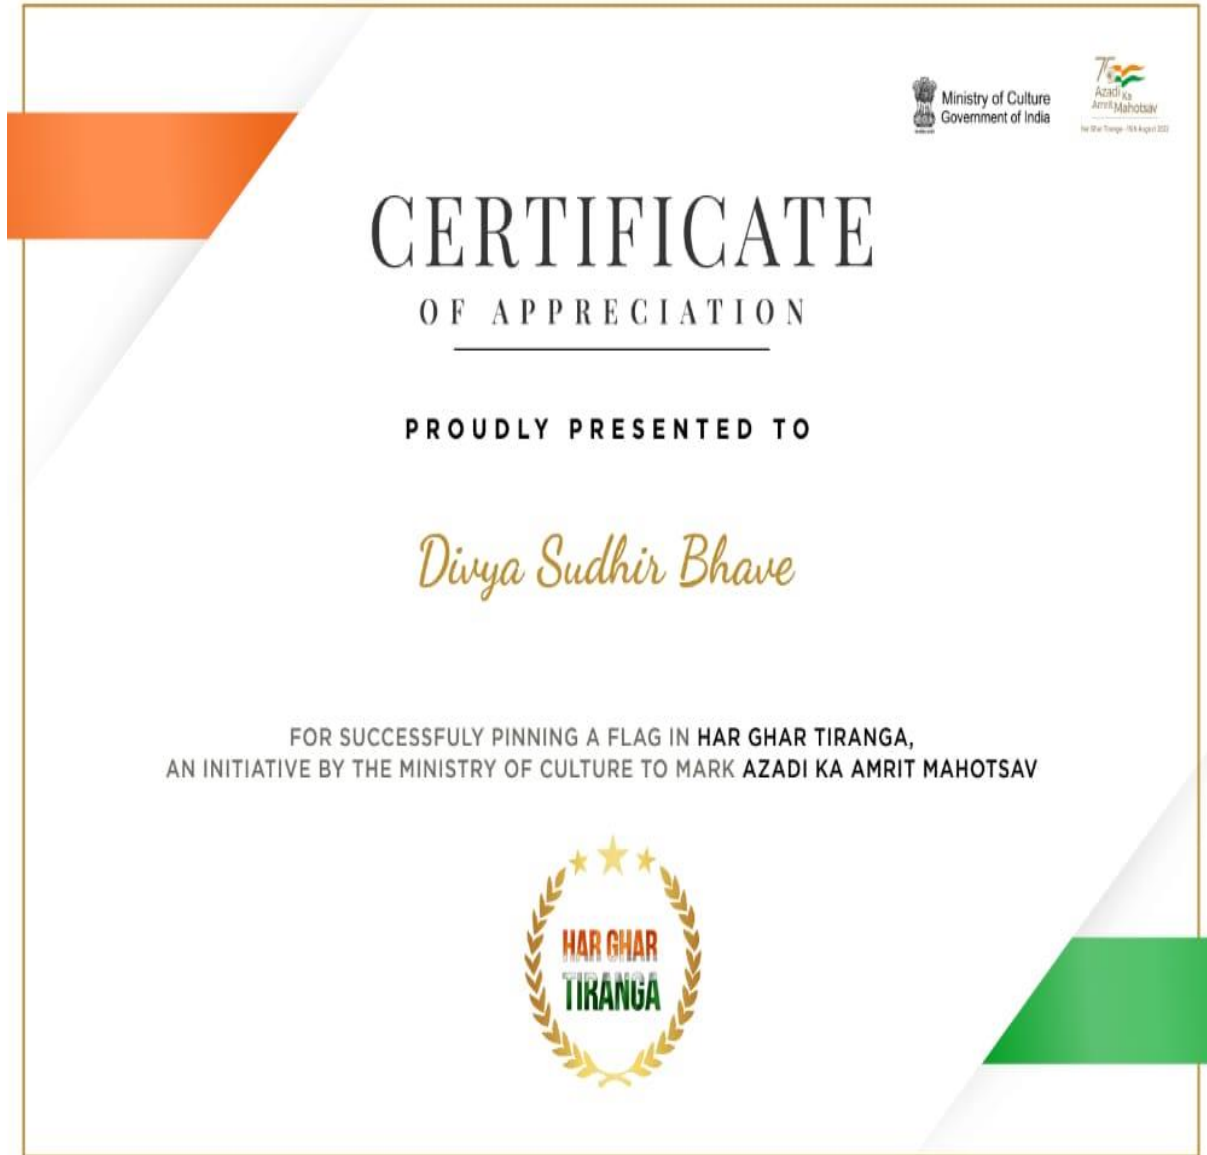 Ministry of Culture
Government of India
75
Azadi Ka
Amrit Mahotsav
CERTIFICATE
OF APPRECIATION
PROUDLY PRESENTED TO
Divya Sudhir Bhave
FOR SUCCESSFULY PINNING A FLAG IN HAR GHAR TIRANGA,
AN INITIATIVE BY THE MINISTRY OF CULTURE TO MARK AZADI KA AMRIT MAHOTSAV
HAR GHAR
TIRANGA